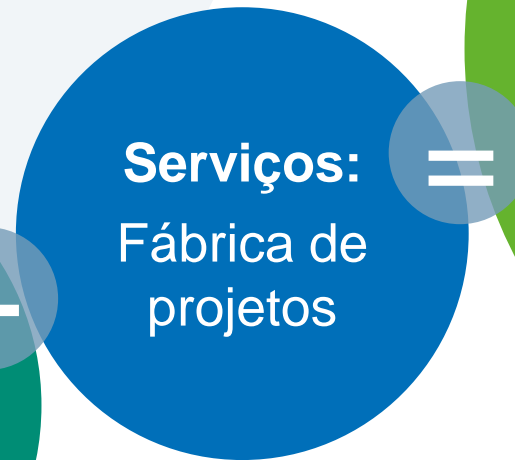 Serviços:
=
Fábrica de
projetos